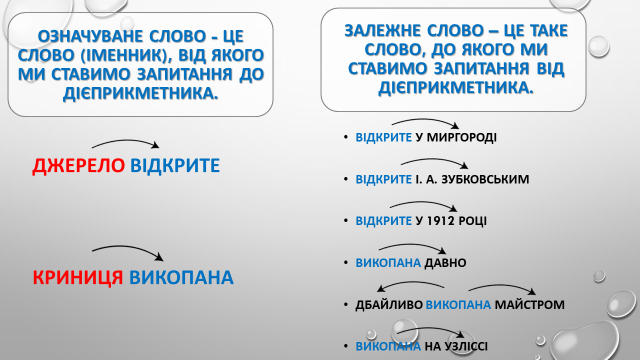 ОЗНАЧУВАНЕ СЛОВО - ЦЕ
СЛОВО (ІМЕННИК), ВІД ЯКОГО
МИ СТАВИМО ЗАПИТАННЯ ДО
ДІЄПРИКМЕТНИКА.
ДЖЕРЕЛО ВІДКРИТЕ
КРИНИЦЯ ВИКОПАНА
ЗАЛЕЖНЕ СЛОВО – ЦЕ ТАКЕ
СЛОВО, ДО ЯКОГО МИ
СТАВИМО ЗАПИТАННЯ ВІД
ДІЄПРИКМЕТНИКА.
• ВІДКРИТЕ У МИРГОРОДІ
• ВІДКРИТЕ І. А. ЗУБКОВСЬКИМ
• ВІДКРИТЕ У 1912 РОЦІ
• ВИКОПАНА ДАВНО
• ДБАЙЛИВО ВИКОПАНА МАЙСТРОМ
• ВИКОПАНА НА УЗЛІССІ